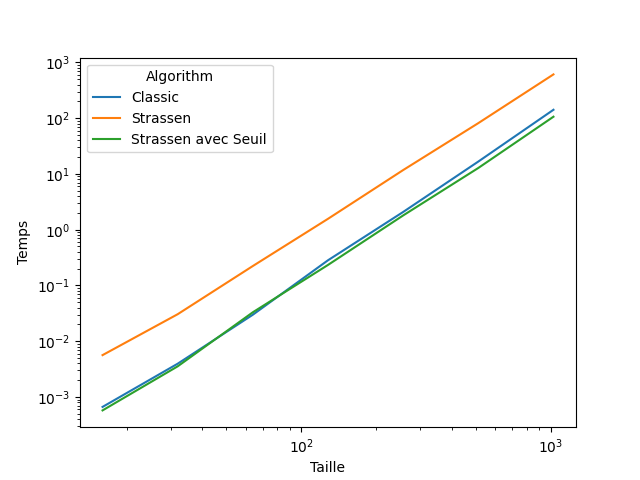 Algorithm
Classic
Strassen
Strassen avec Seuil
Temps
10³
10²
10¹
10⁰
10⁻¹
10⁻²
10⁻³
10² 10³
Taille